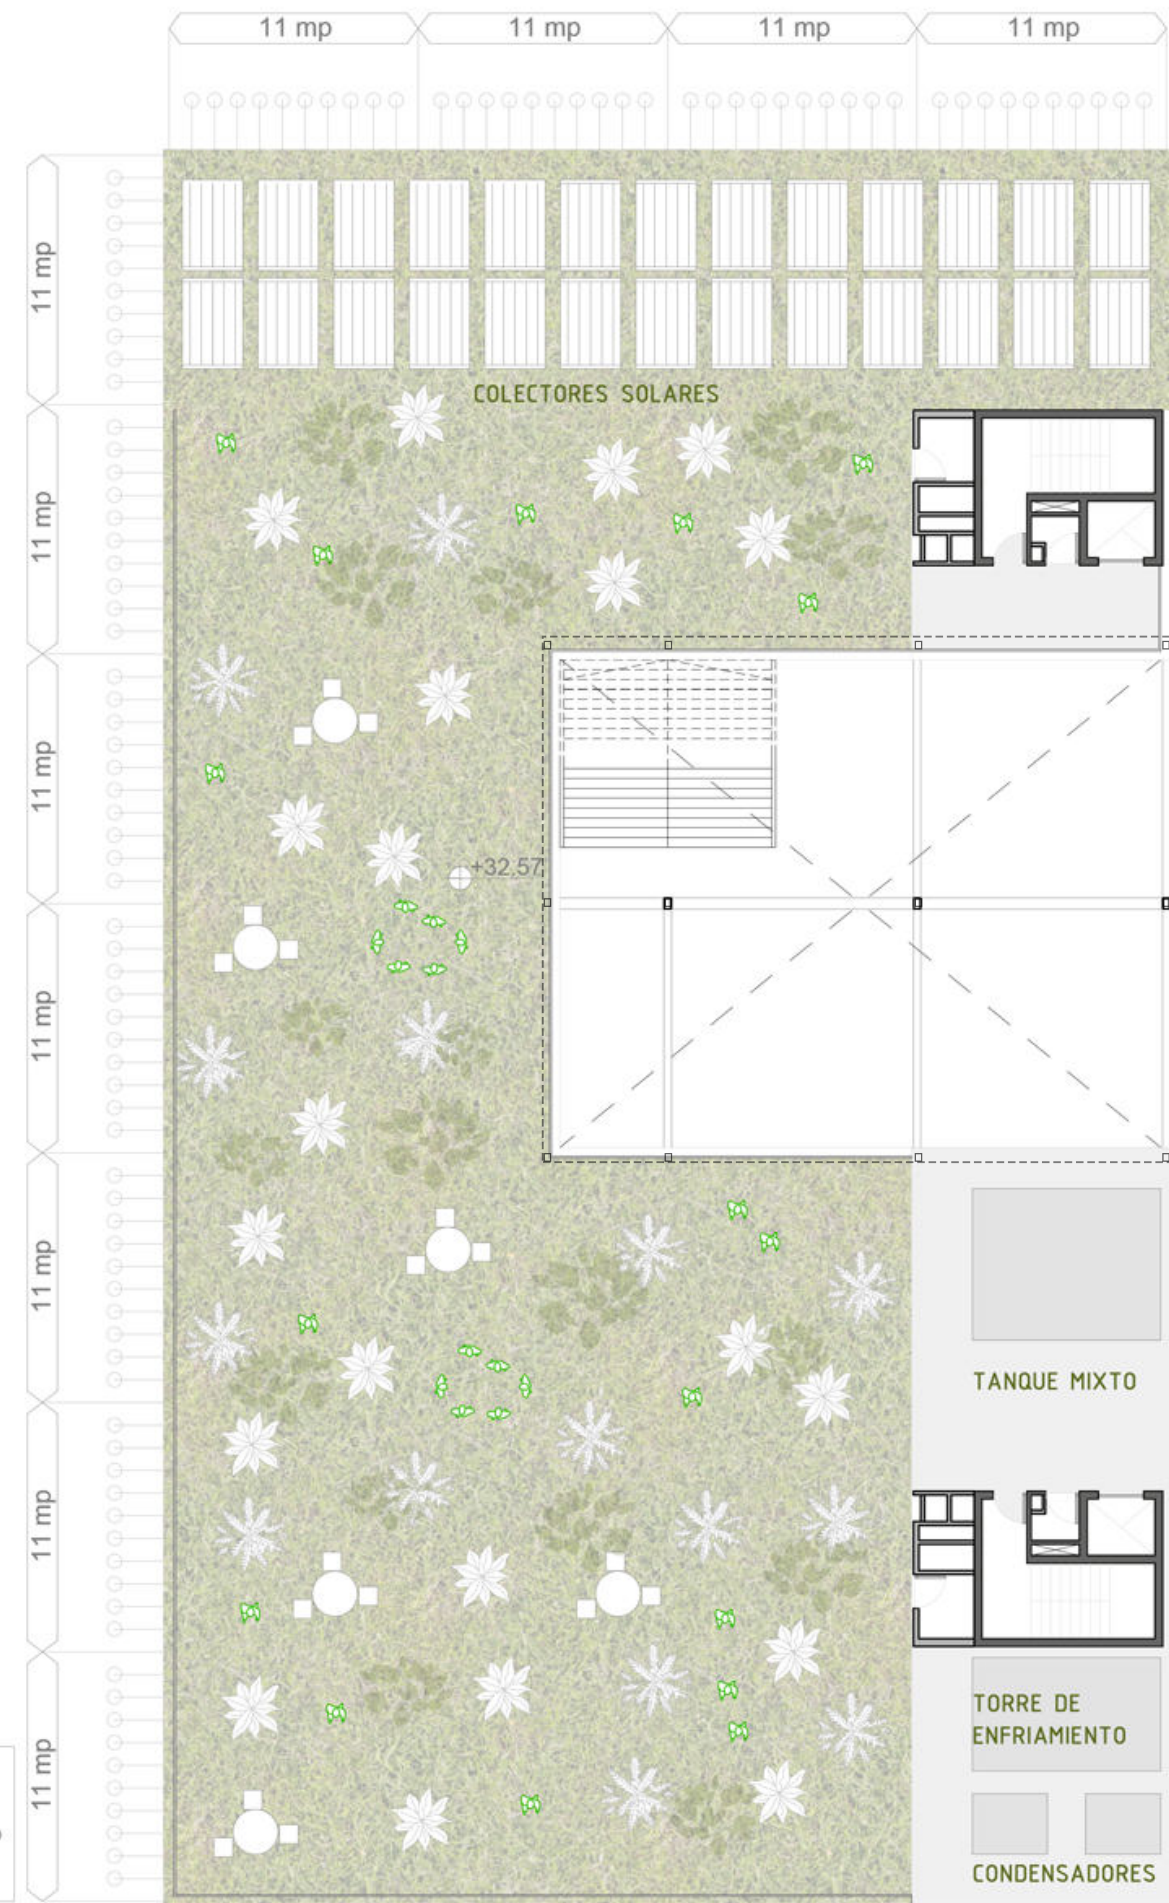 11 mp
11 mp
11 mp
11 mp
11 mp
COLECTORES SOLARES
11 mp
11 mp
+32,57
11 mp
11 mp
TANQUE MIXTO
11 mp
TORRE DE
ENFRIAMIENTO
11 mp
CONDENSADORES